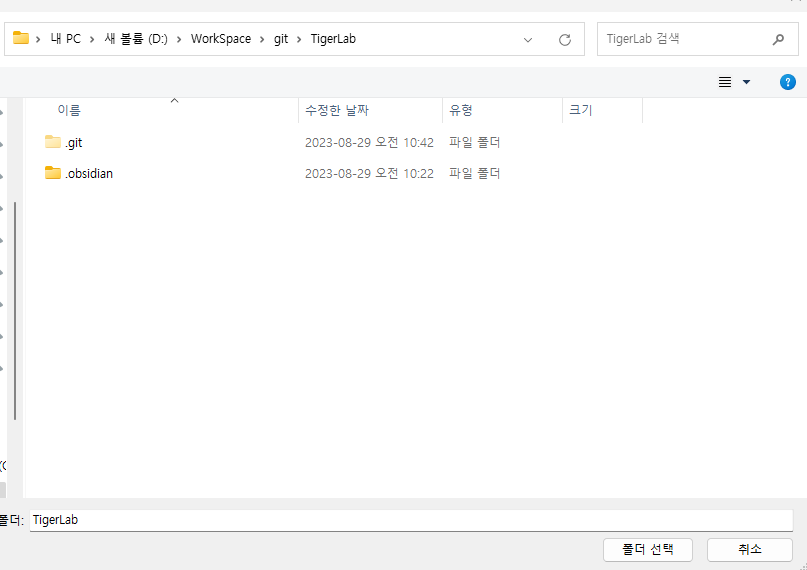 내 PC > 새 볼륨 (D:) > WorkSpace > git > TigerLab
TigerLab 검색
이름 수정한 날짜 유형 크기
.git 2023-08-29 오전 10:42 파일 폴더
.obsidian 2023-08-29 오전 10:22 파일 폴더
폴더: TigerLab
폴더 선택 취소